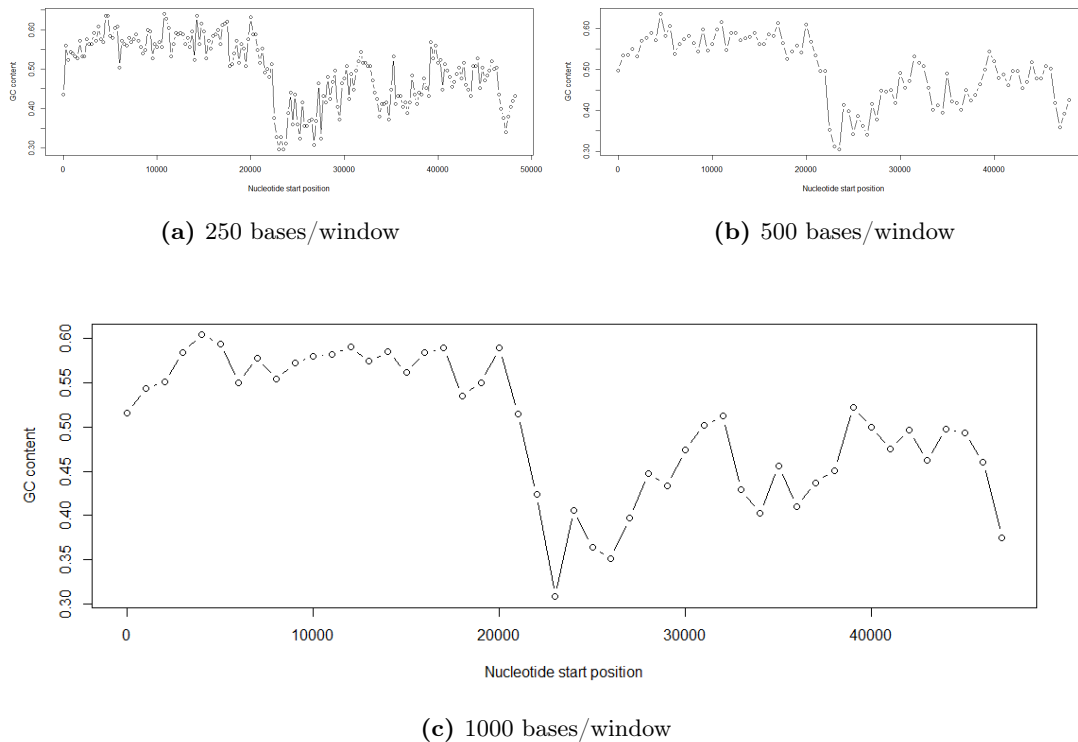 0.60
0.50
0.40
0.30
GC content
0 10000 20000 30000 40000 50000
Nucleotide start position
(a) 250 bases/window
0.60
0.50
0.40
0.30
GC content
0 10000 20000 30000 40000
Nucleotide start position
(b) 500 bases/window
0.60
0.55
0.50
0.45
0.40
0.35
0.30
GC content
0 10000 20000 30000 40000
Nucleotide start position
(c) 1000 bases/window